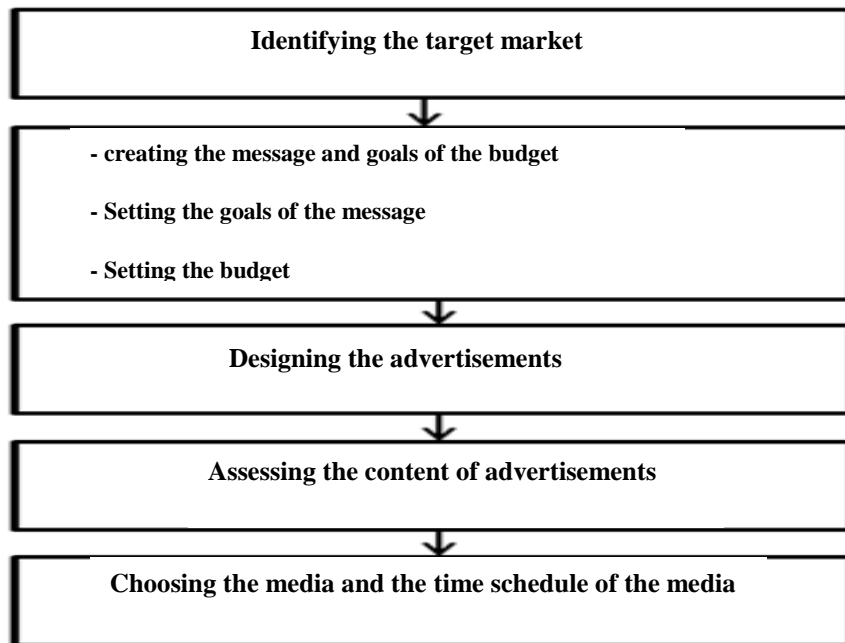 Identifying the target market
- creating the message and goals of the budget
- Setting the goals of the message
- Setting the budget
Designing the advertisements
Assessing the content of advertisements
Choosing the media and the time schedule of the media